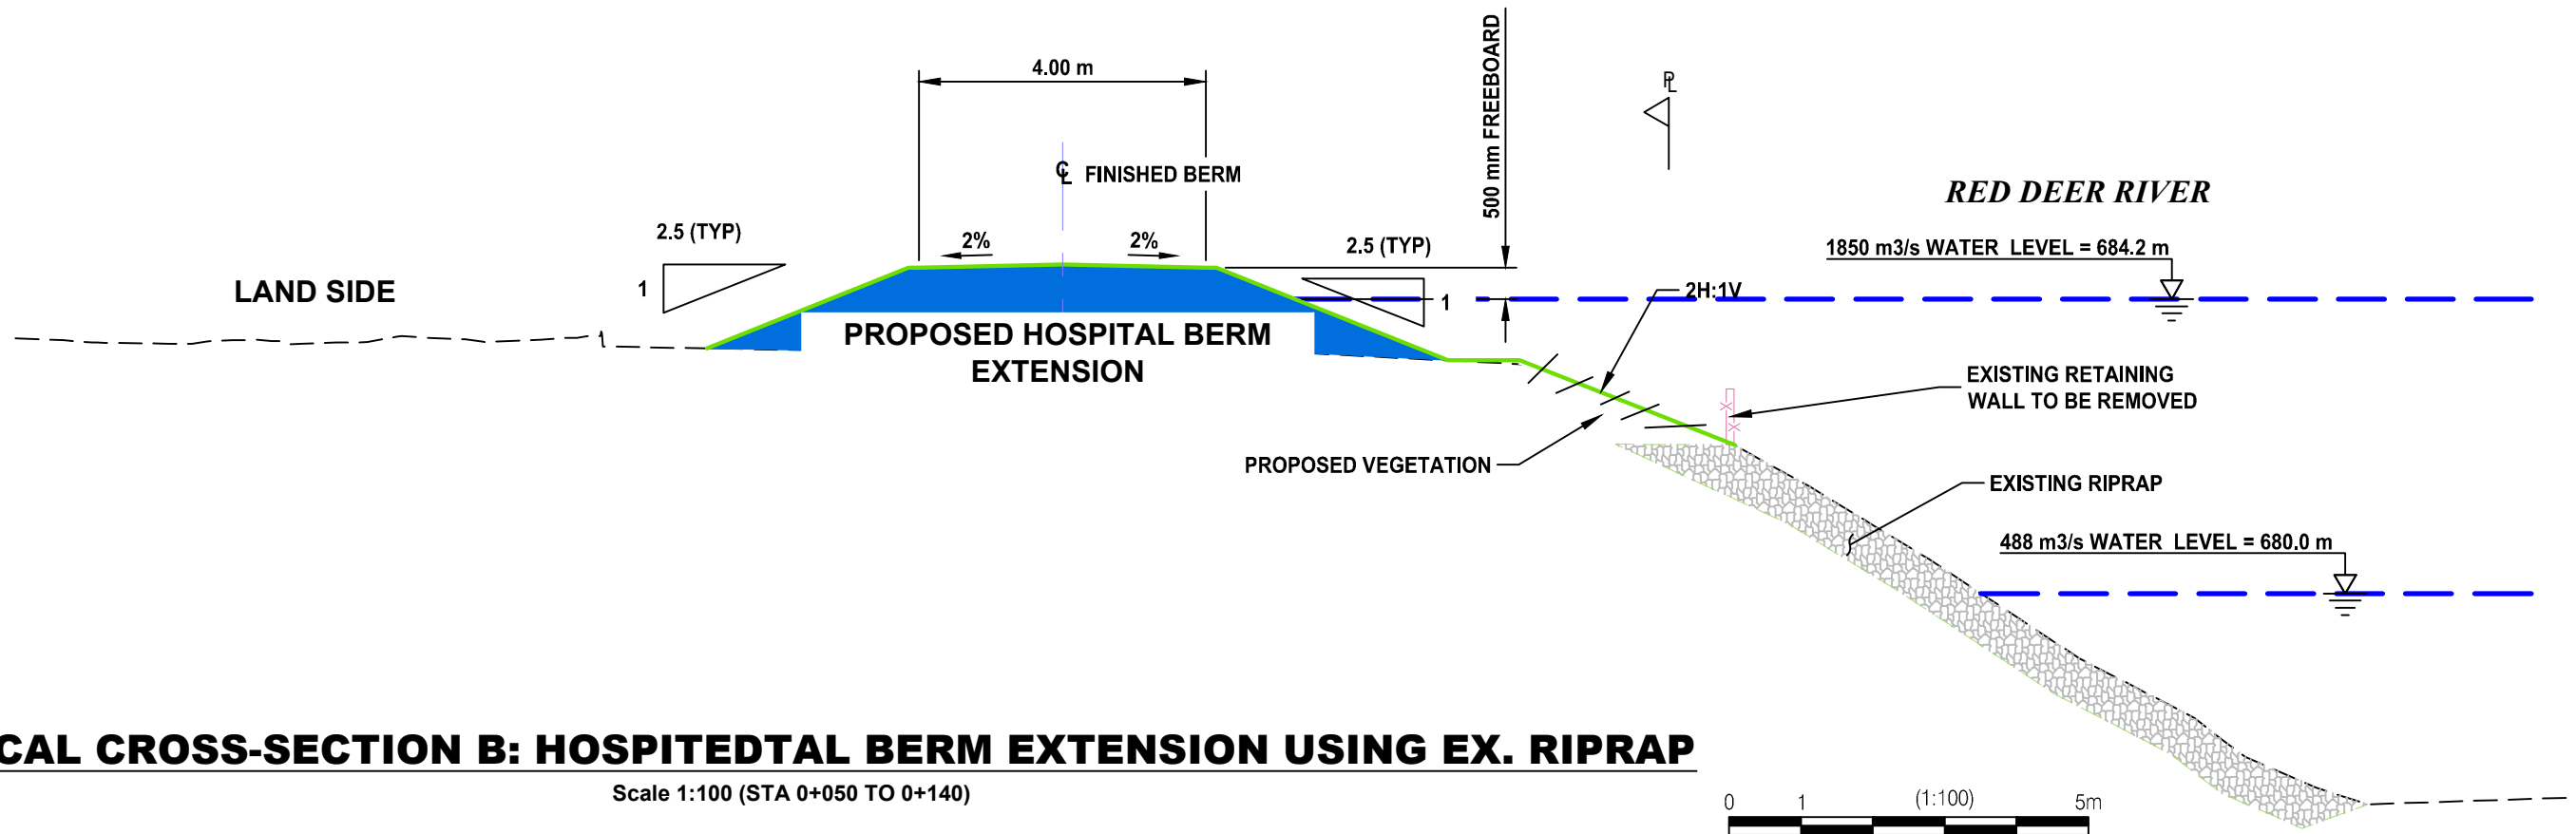 4.00 m
500 mm FREEBOARD
PL
CL FINISHED BERM
RED DEER RIVER
2.5 (TYP)
2%
2%
2.5 (TYP)
1850 m3/s WATER LEVEL = 684.2 m
LAND SIDE
1
1
2H:1V
PROPOSED HOSPITAL BERM
EXTENSION
EXISTING RETAINING
WALL TO BE REMOVED
PROPOSED VEGETATION
EXISTING RIPRAP
488 m3/s WATER LEVEL = 680.0 m
CAL CROSS-SECTION B: HOSPITEDTAL BERM EXTENSION USING EX. RIPRAP
Scale 1:100 (STA 0+050 TO 0+140)
0 1 (1:100) 5m